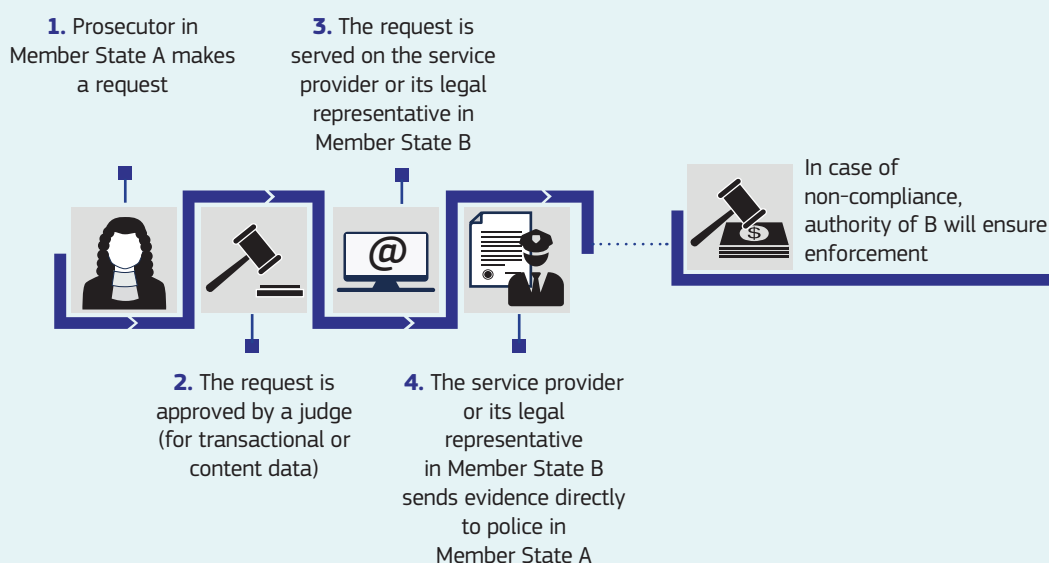 1. Prosecutor in
Member State A makes
a request
2. The request is
approved by a judge
(for transactional or
content data)
3. The request is
served on the service
provider or its legal
representative in
Member State B
@
4. The service provider
or its legal
representative
in Member State B
sends evidence directly
to police in
Member State A
$
In case of
non-compliance,
authority of B will ensure
enforcement